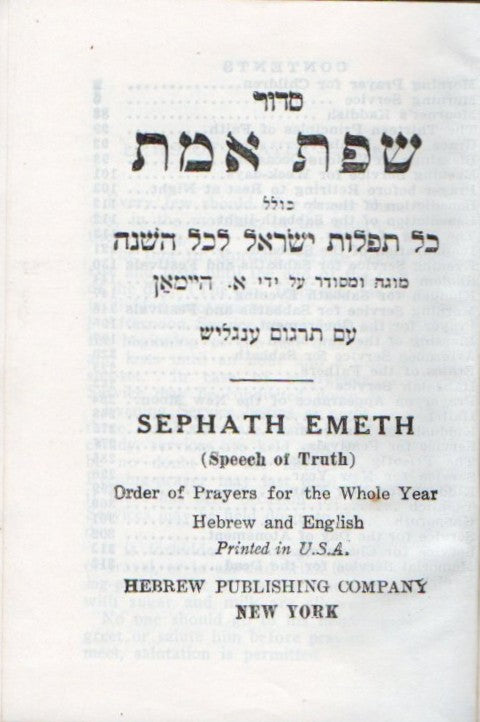 סדור
שפת אמת
כולל
כל תפלות ישראל לכל השנה
מוגה ומסודר על ידי א. היימאן
עם תרגום ענגליש
SEPHATH EMETH
(Speech of Truth)
Order of Prayers for the Whole Year
Hebrew and English
Printed in U.S.A.
HEBREW PUBLISHING COMPANY
NEW YORK